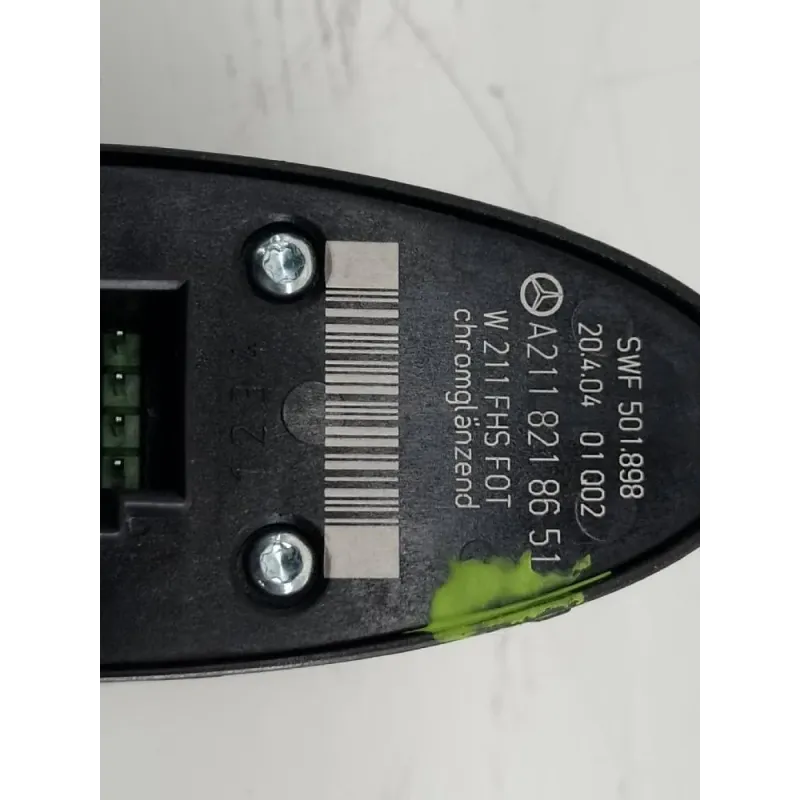 SWF 501.898
20.4.04 01 Q02
A211 821 86 51
W 211 FHS FOT
chromglänzend
1 2 3 4